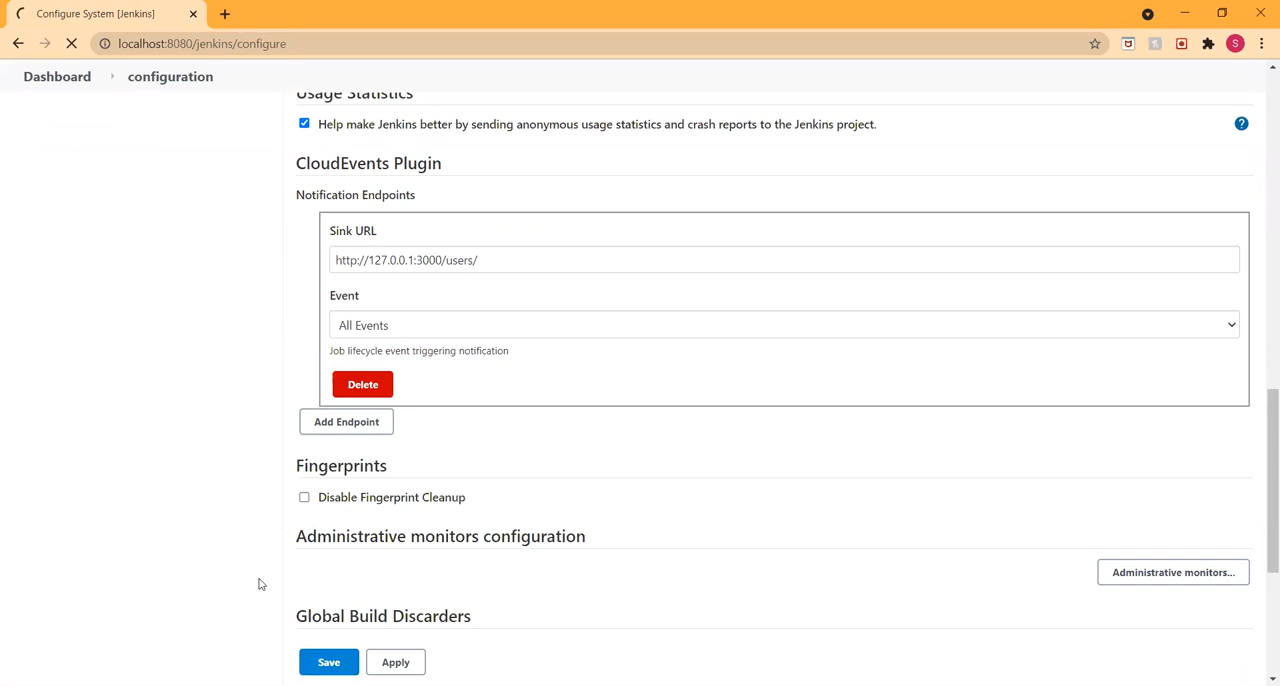 Configure System [Jenkins]
localhost:8080/jenkins/configure
S
Dashboard
configuration
Usage Statistics
Help make Jenkins better by sending anonymous usage statistics and crash reports to the Jenkins project.
?
CloudEvents Plugin
Notification Endpoints
Sink URL
http://127.0.0.1:3000/users/
Event
All Events
Job lifecycle event triggering notification
Delete
Add Endpoint
Fingerprints
Disable Fingerprint Cleanup
Administrative monitors configuration
Administrative monitors...
Global Build Discarders
Save
Apply